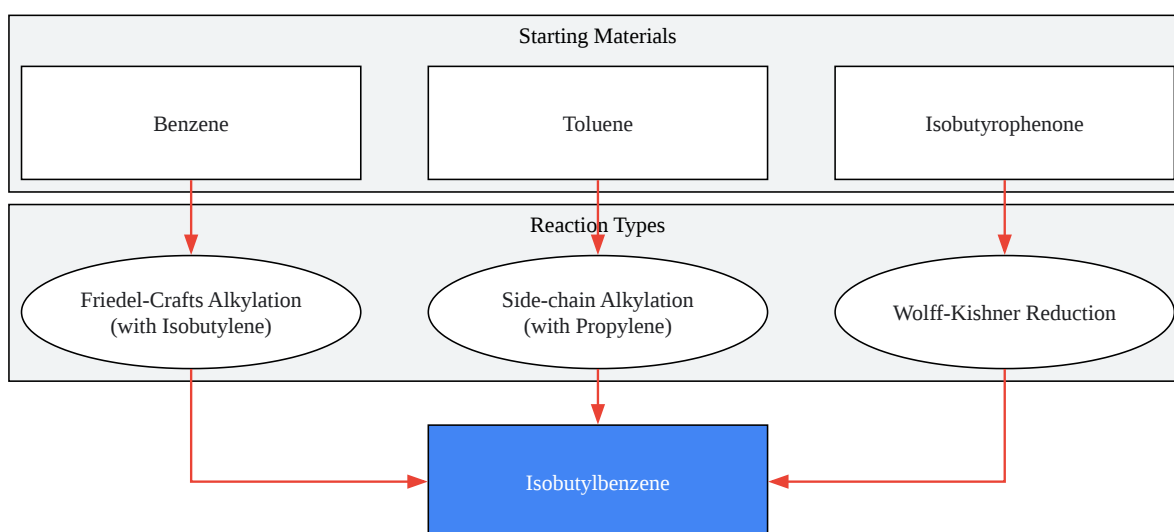 Starting Materials
Benzene
Toluene
Isobutyrophenone
Reaction Types
Friedel-Crafts Alkylation
(with Isobutylene)
Side-chain Alkylation
(with Propylene)
Wolff-Kishner Reduction
Isobutylbenzene